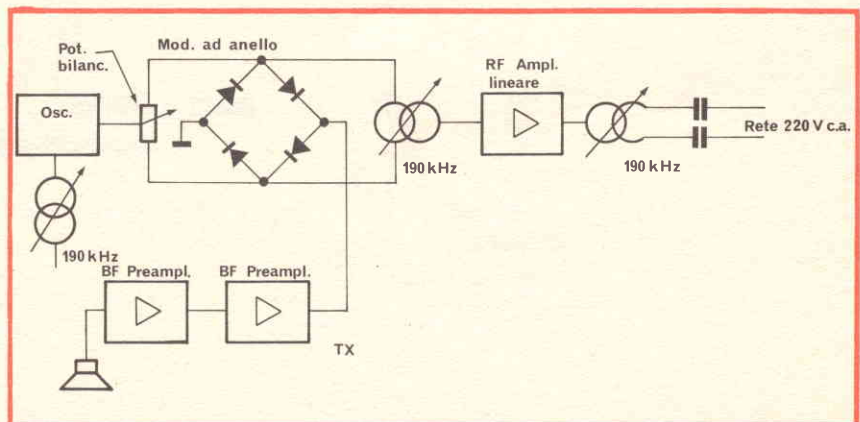 Pot.
bilanc.
Mod. ad anello
RF Ampl.
lineare
Osc.
Rete 220 V c.a.
190 kHz
190 kHz
190 kHz
BF Preampl.
BF Preampl.
TX